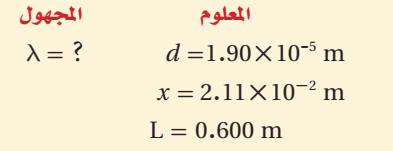 المعلوم المجهول
d =1.90×10⁻⁵ m λ = ?
x = 2.11×10⁻² m
L = 0.600 m